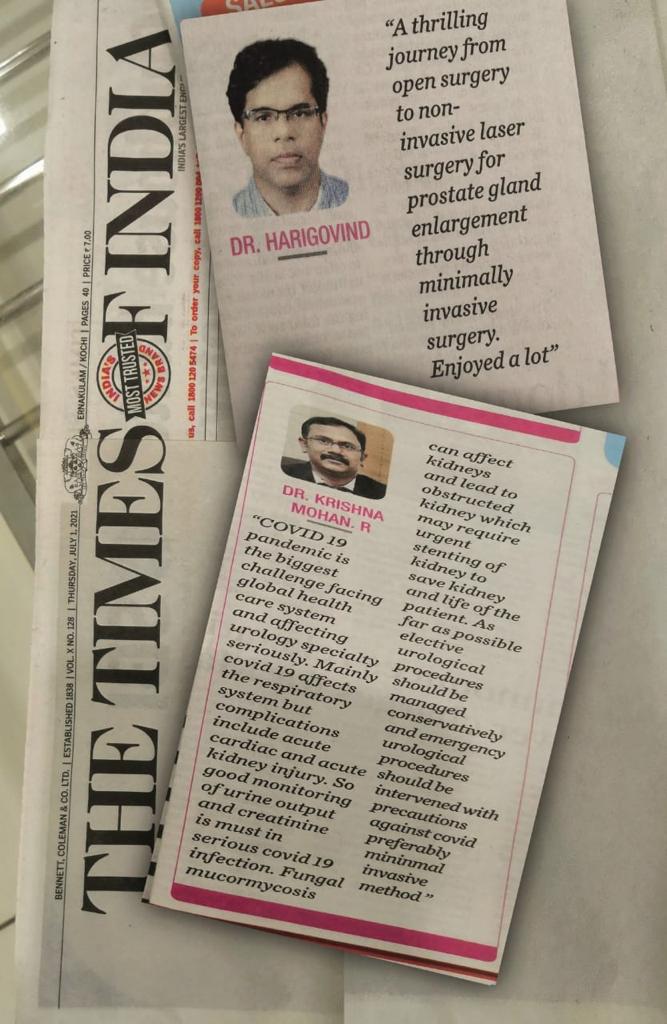 BENNETT, COLEMAN & CO. LTD. | ESTABLISHED 1838 | VOL. X NO. 128 | THURSDAY, JULY 1, 2021
ERNAKULAM / KOCHI | PAGES 40 | PRICE ₹ 7.00
THE TIMES OF INDIA
INDIA'S
MOST TRUSTED
NEWS BRAND
INDIA'S LARGEST
us, call 1800 120 5474 | To order your copy, call 1800 1200
“A thrilling
journey from
open surgery
to non-
invasive laser
surgery for
prostate gland
enlargement
through
minimally
invasive
surgery.
Enjoyed a lot”
DR. HARIGOVIND
DR. KRISHNA
MOHAN. R
“COVID 19
pandemic is
the biggest
challenge facing
global health
care system
and affecting
urology specialty
seriously. Mainly
covid 19 affects
the respiratory
system but
complications
include acute
cardiac and acute
kidney injury. So
good monitoring
of urine output
and creatinine
is must in
serious covid 19
infection. Fungal
mucormycosis
can affect
kidneys
and lead to
obstructed
kidney which
may require
urgent
stenting of
kidney to
save kidney
and life of the
patient. As
far as possible
elective
urological
procedures
should be
managed
conservatively
and emergency
urological
procedures
should be
intervened with
precautions
against covid
preferably
mininmal
invasive
method ”